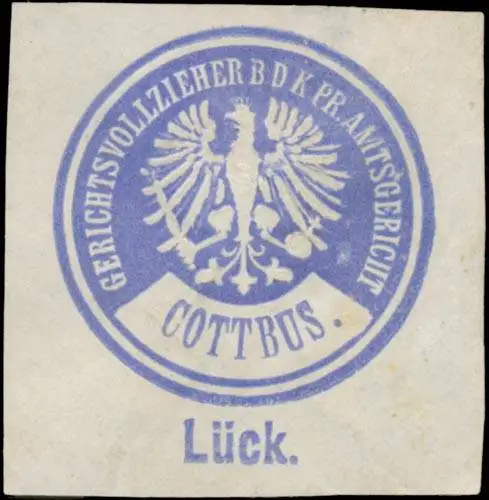 GERICHTSVOLLZIEHER B D K PR. AMTSGERICHT
COTTBUS.
Lück.